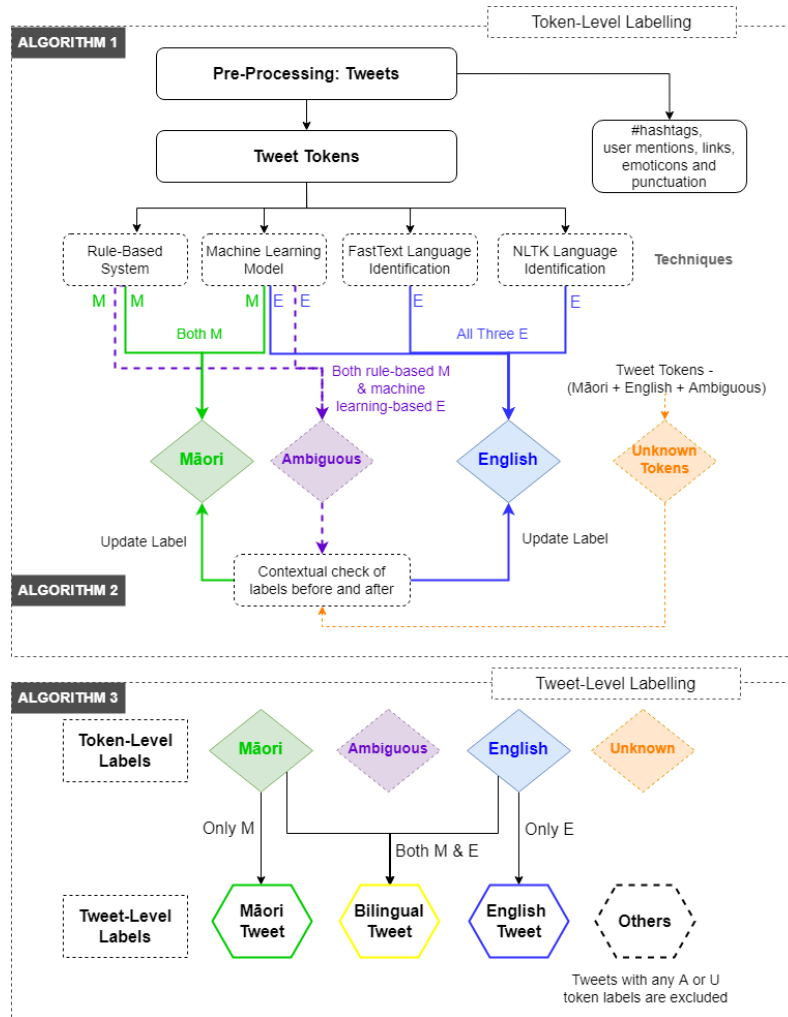 Token-Level Labelling
ALGORITHM 1
Pre-Processing: Tweets
#hashtags,
user mentions, links,
emoticons and
punctuation
Tweet Tokens
Rule-Based
System
Machine Learning
Model
FastText Language
Identification
NLTK Language
Identification
Techniques
M M M E E E E
Both M
All Three E
Both rule-based M
& machine
learning-based E
Tweet Tokens -
(Māori + English + Ambiguous)
Māori
Ambiguous
English
Unknown
Tokens
Update Label
Update Label
Contextual check of
labels before and after
ALGORITHM 2
Tweet-Level Labelling
ALGORITHM 3
Token-Level
Labels
Māori
Ambiguous
English
Unknown
Only M
Both M & E
Only E
Tweet-Level
Labels
Māori
Tweet
Bilingual
Tweet
English
Tweet
Others
Tweets with any A or U
token labels are excluded